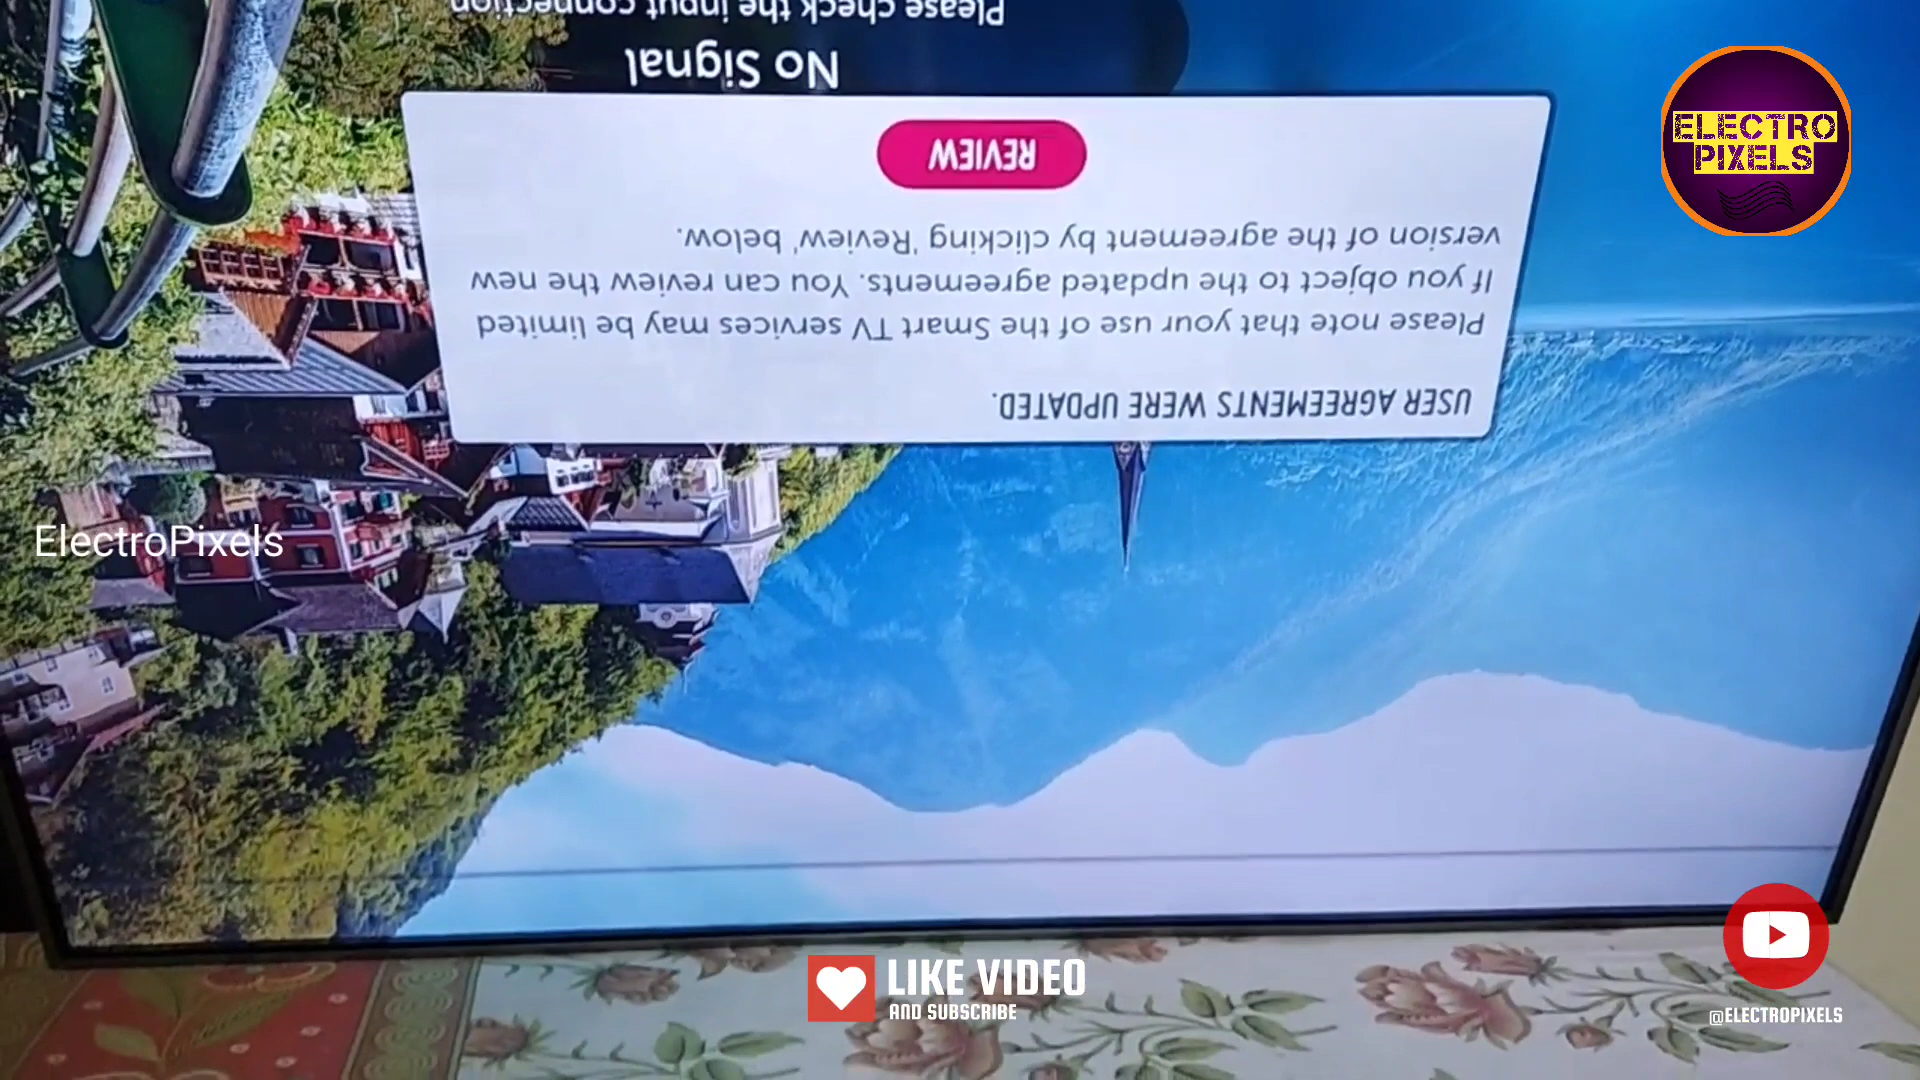 USER AGREEMENTS WERE UPDATED.
Please note that your use of the Smart TV services may be limited
If you object to the updated agreements. You can review the new
version of the agreement by clicking 'Review' below.
REVIEW
No Signal
Please check the input connection
ELECTRO
PIXELS
ElectroPixels
LIKE VIDEO
AND SUBSCRIBE
@ELECTROPIXELS